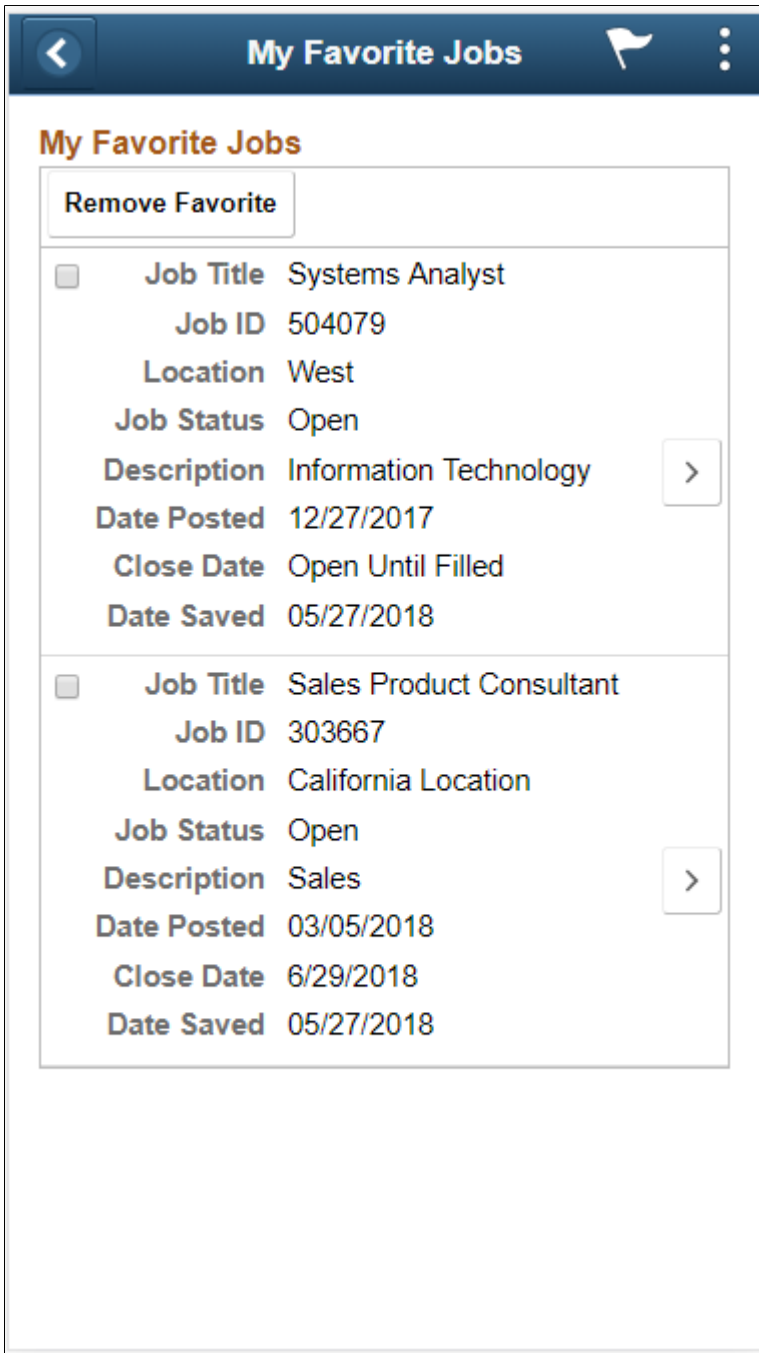 My Favorite Jobs
My Favorite Jobs
Remove Favorite
Job Title Systems Analyst
Job ID 504079
Location West
Job Status Open
Description Information Technology
Date Posted 12/27/2017
Close Date Open Until Filled
Date Saved 05/27/2018
Job Title Sales Product Consultant
Job ID 303667
Location California Location
Job Status Open
Description Sales
Date Posted 03/05/2018
Close Date 6/29/2018
Date Saved 05/27/2018